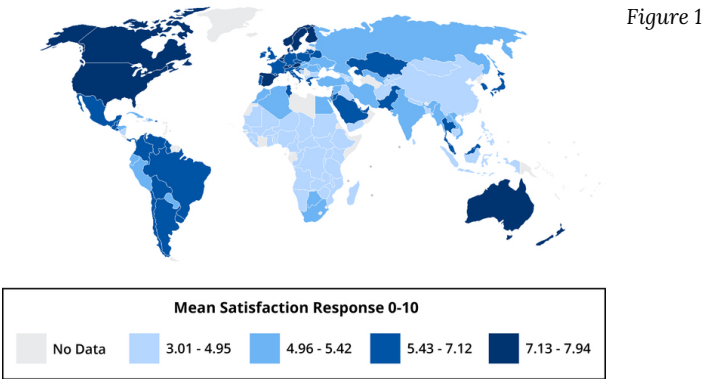 Figure 1
Mean Satisfaction Response 0-10
No Data
3.01 - 4.95
4.96 - 5.42
5.43 - 7.12
7.13 - 7.94